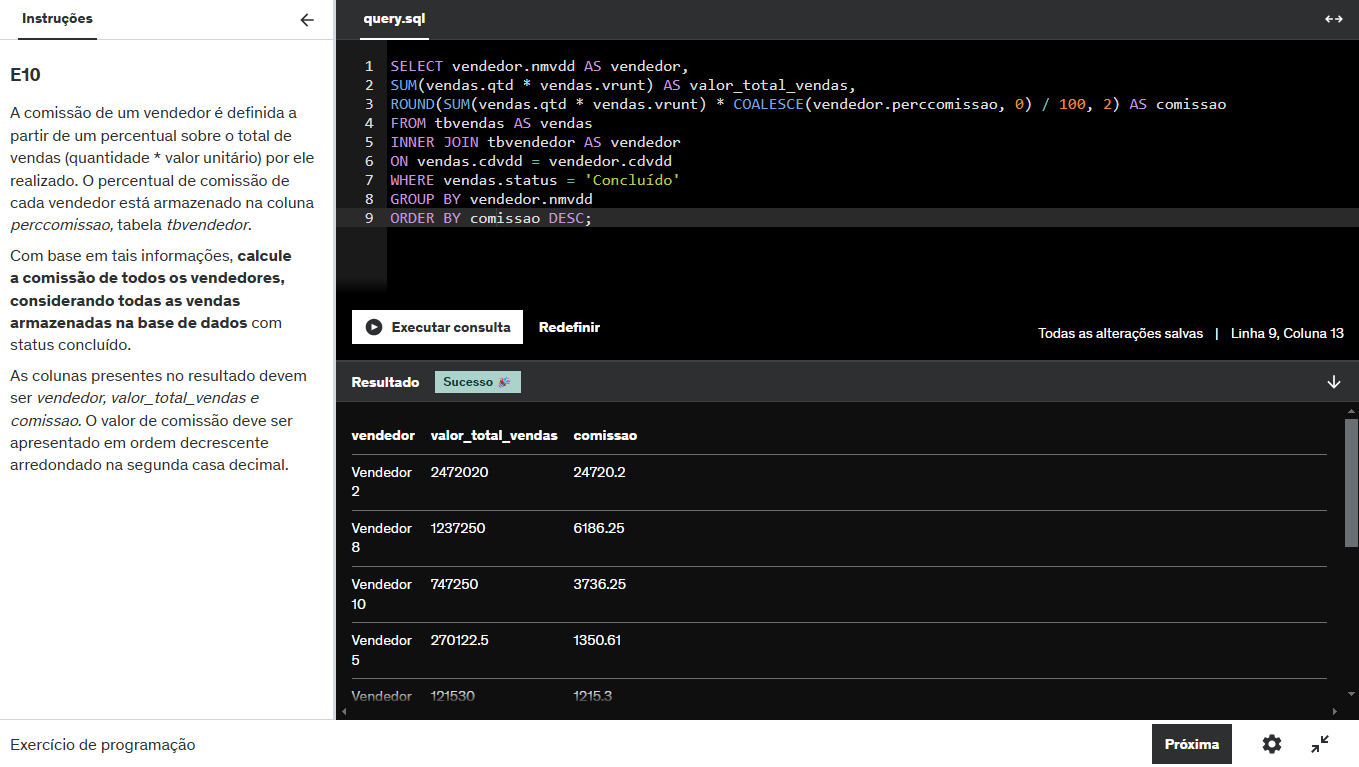 Instruções
query.sql
E10
A comissão de um vendedor é definida a
partir de um percentual sobre o total de
vendas (quantidade * valor unitário) por ele
realizado. O percentual de comissão de
cada vendedor está armazenado na coluna
perccomissao, tabela tbvendedor.
Com base em tais informações, calcule
a comissão de todos os vendedores,
considerando todas as vendas
armazenadas na base de dados com
status concluído.
As colunas presentes no resultado devem
ser vendedor, valor_total_vendas e
comissao. O valor de comissão deve ser
apresentado em ordem decrescente
arredondado na segunda casa decimal.
1 SELECT vendedor.nmvdd AS vendedor,
2 SUM(vendas.qtd * vendas.vrunt) AS valor_total_vendas,
3 ROUND(SUM(vendas.qtd * vendas.vrunt) * COALESCE(vendedor.perccomissao, 0) / 100, 2) AS comissao
4 FROM tbvendas AS vendas
5 INNER JOIN tbvendedor AS vendedor
6 ON vendas.cdvdd = vendedor.cdvdd
7 WHERE vendas.status = 'Concluído'
8 GROUP BY vendedor.nmvdd
9 ORDER BY comissao DESC;
Executar consulta Redefinir
Todas as alterações salvas | Linha 9, Coluna 13
Resultado Sucesso 🎉
vendedor valor_total_vendas comissao
Vendedor 2472020 24720.2
2
Vendedor 1237250 6186.25
8
Vendedor 747250 3736.25
10
Vendedor 270122.5 1350.61
5
Vendedor 121530 1215.3
Exercício de programação
Próxima